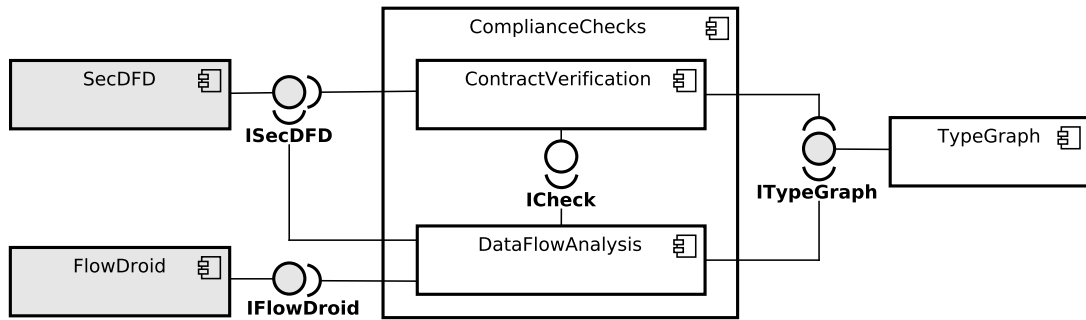 ComplianceChecks
SecDFD
ContractVerification
ISecDFD
TypeGraph
ICheck
ITypeGraph
DataFlowAnalysis
FlowDroid
IFlowDroid